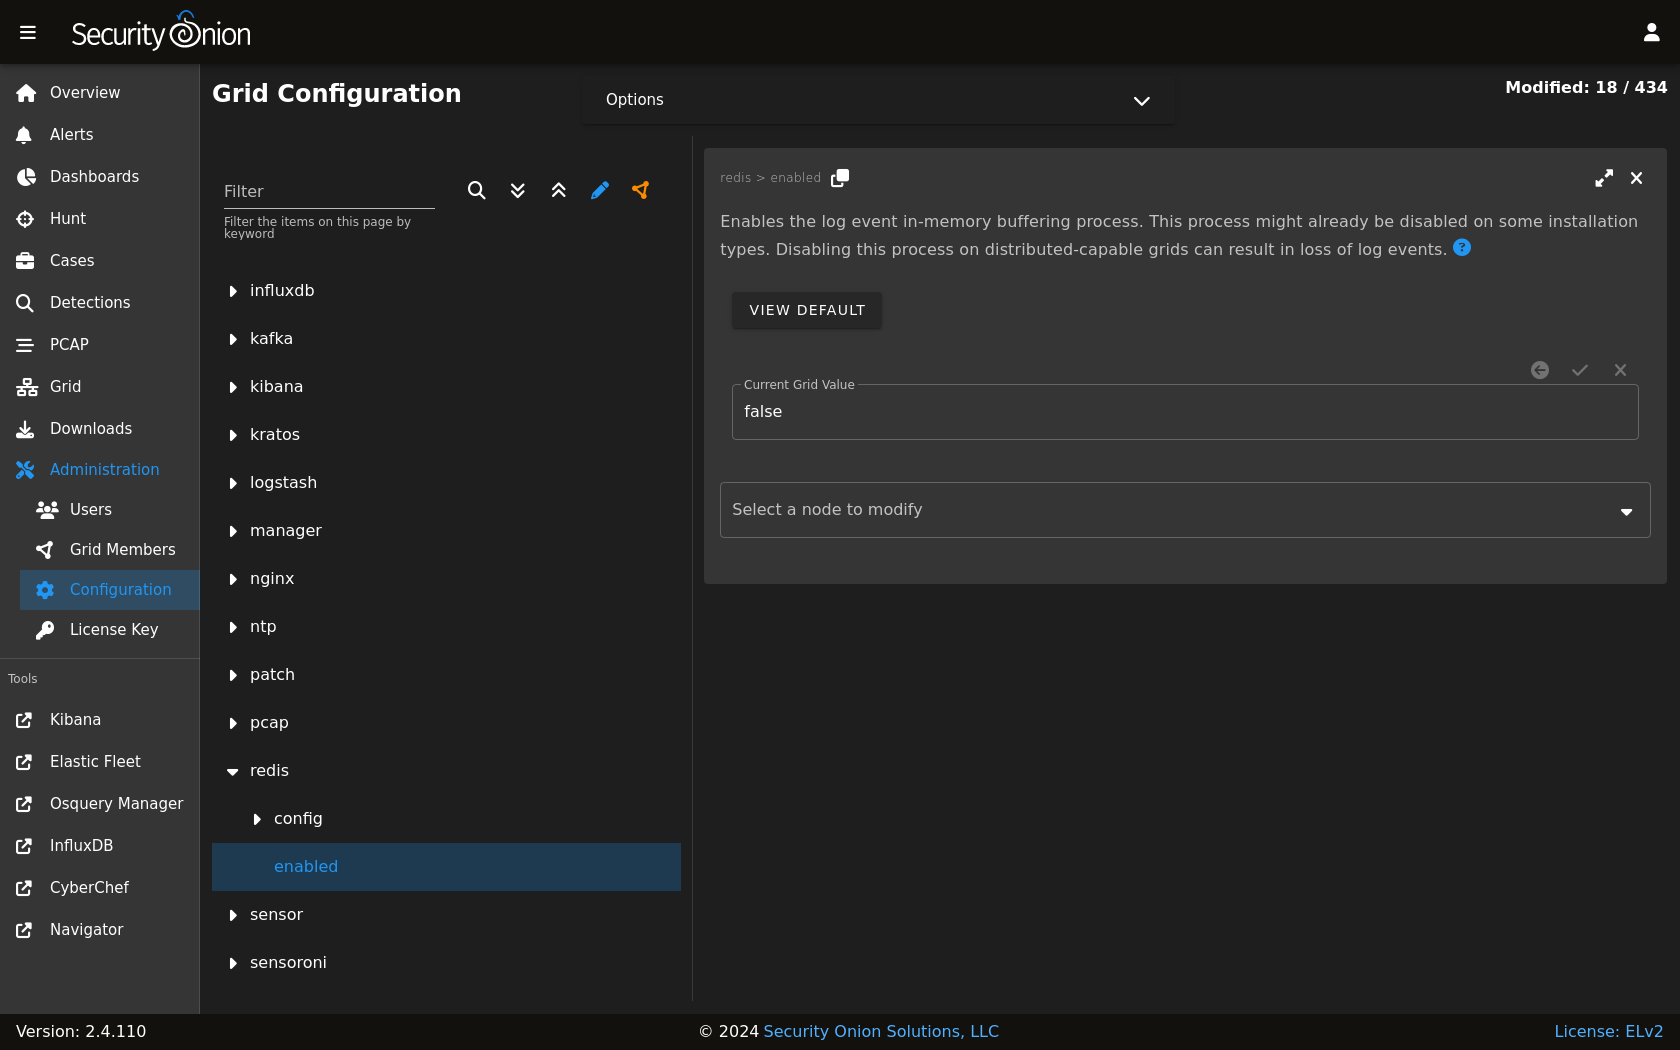 Security Onion
Overview
Alerts
Dashboards
Hunt
Cases
Detections
PCAP
Grid
Downloads
Administration
Users
Grid Members
Configuration
License Key
Tools
Kibana
Elastic Fleet
Osquery Manager
InfluxDB
CyberChef
Navigator
Grid Configuration
Options
Modified: 18 / 434
Filter
Filter the items on this page by
keyword
influxdb
kafka
kibana
kratos
logstash
manager
nginx
ntp
patch
pcap
redis
config
enabled
sensor
sensoroni
redis > enabled
Enables the log event in-memory buffering process. This process might already be disabled on some installation
types. Disabling this process on distributed-capable grids can result in loss of log events. ?
VIEW DEFAULT
Current Grid Value
false
Select a node to modify
Version: 2.4.110
© 2024 Security Onion Solutions, LLC
License: ELv2